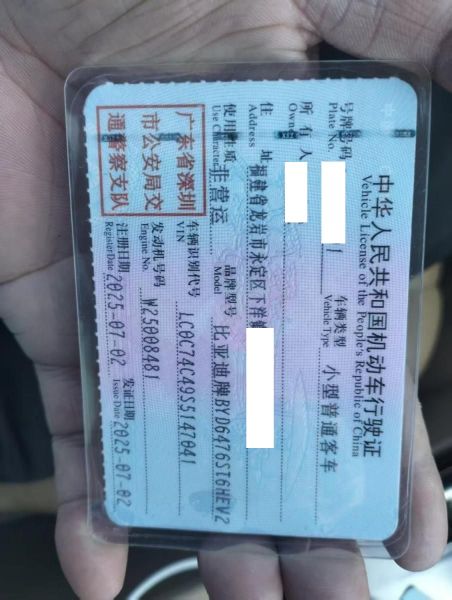 中华人民共和国机动车行驶证
Vehicle License of the People's Republic of China
号牌号码 1 车辆类型 小型普通客车
Plate No. Vehicle Type
所有人
Owner
住址 福建省龙岩市永定区下洋镇
Address
使用性质 非营运 品牌型号 比亚迪牌BYD6476ST6HEV2
Use Character Model
广东省深圳
市公安局交
通警察支队
车辆识别代号 LC0C74C49S5147041
VIN
发动机号码 W25008481
Engine No.
注册日期 2025-07-02 发证日期 2025-07-02
Register Date Issue Date